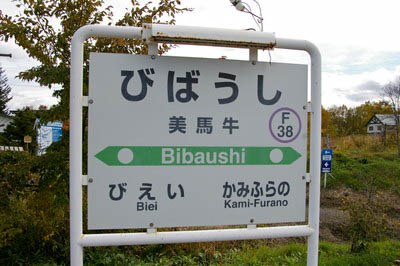 びばうし
美馬牛
F
38
Bibaushi
びえい かみふらの
Biei Kami-Furano